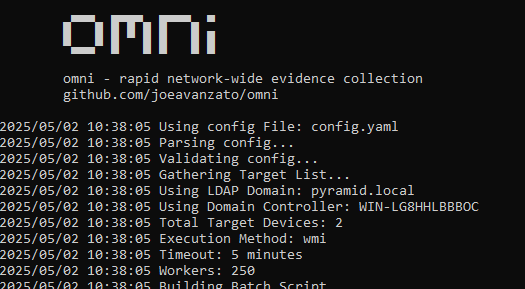 omni
omni - rapid network-wide evidence collection
github.com/joeavanzato/omni
2025/05/02 10:38:05 Using config File: config.yaml
2025/05/02 10:38:05 Parsing config...
2025/05/02 10:38:05 Validating config...
2025/05/02 10:38:05 Gathering Target List...
2025/05/02 10:38:05 Using LDAP Domain: pyramid.local
2025/05/02 10:38:05 Using Domain Controller: WIN-LG8HHLBBBOC
2025/05/02 10:38:05 Total Target Devices: 2
2025/05/02 10:38:05 Execution Method: wmi
2025/05/02 10:38:05 Timeout: 5 minutes
2025/05/02 10:38:05 Workers: 250
2025/05/02 10:38:05 Building Batch Script